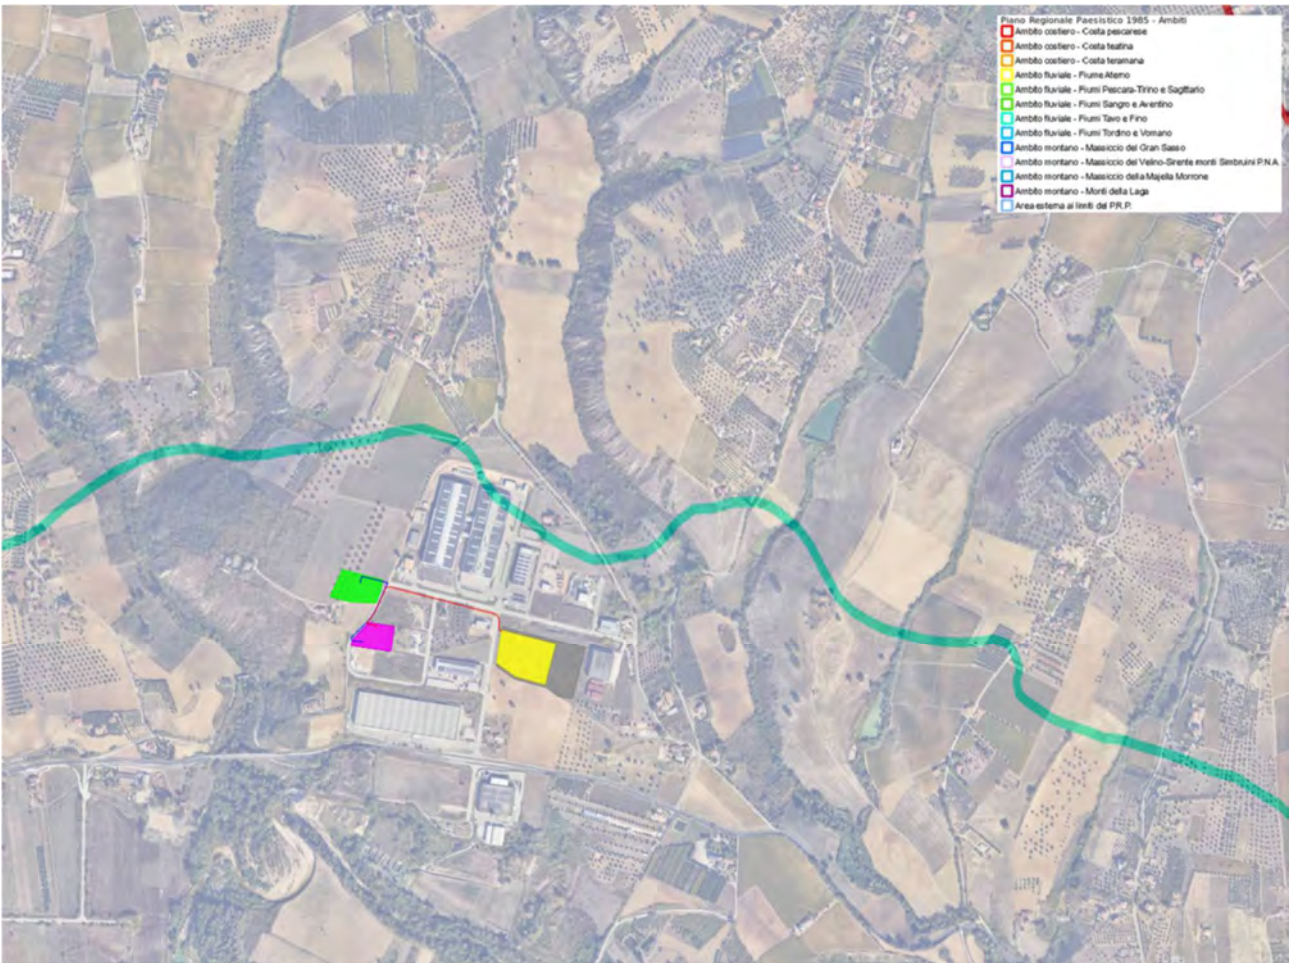 Piano Regionale Paesistico 1985 - Ambiti
Ambito costiero - Costa pescarese
Ambito costiero - Costa teatina
Ambito costiero - Costa teramana
Ambito fluviale - Fiume Aterno
Ambito fluviale - Fiumi Pescara-Tirino e Sagittario
Ambito fluviale - Fiumi Sangro e Aventino
Ambito fluviale - Fiumi Tavo e Fino
Ambito fluviale - Fiumi Tordino e Vomano
Ambito montano - Massiccio del Gran Sasso
Ambito montano - Massiccio del Velino-Sirente monti Simbruini P.N.A.
Ambito montano - Massiccio della Majella Morrone
Ambito montano - Monti della Laga
Area esterna ai limiti del P.R.P.